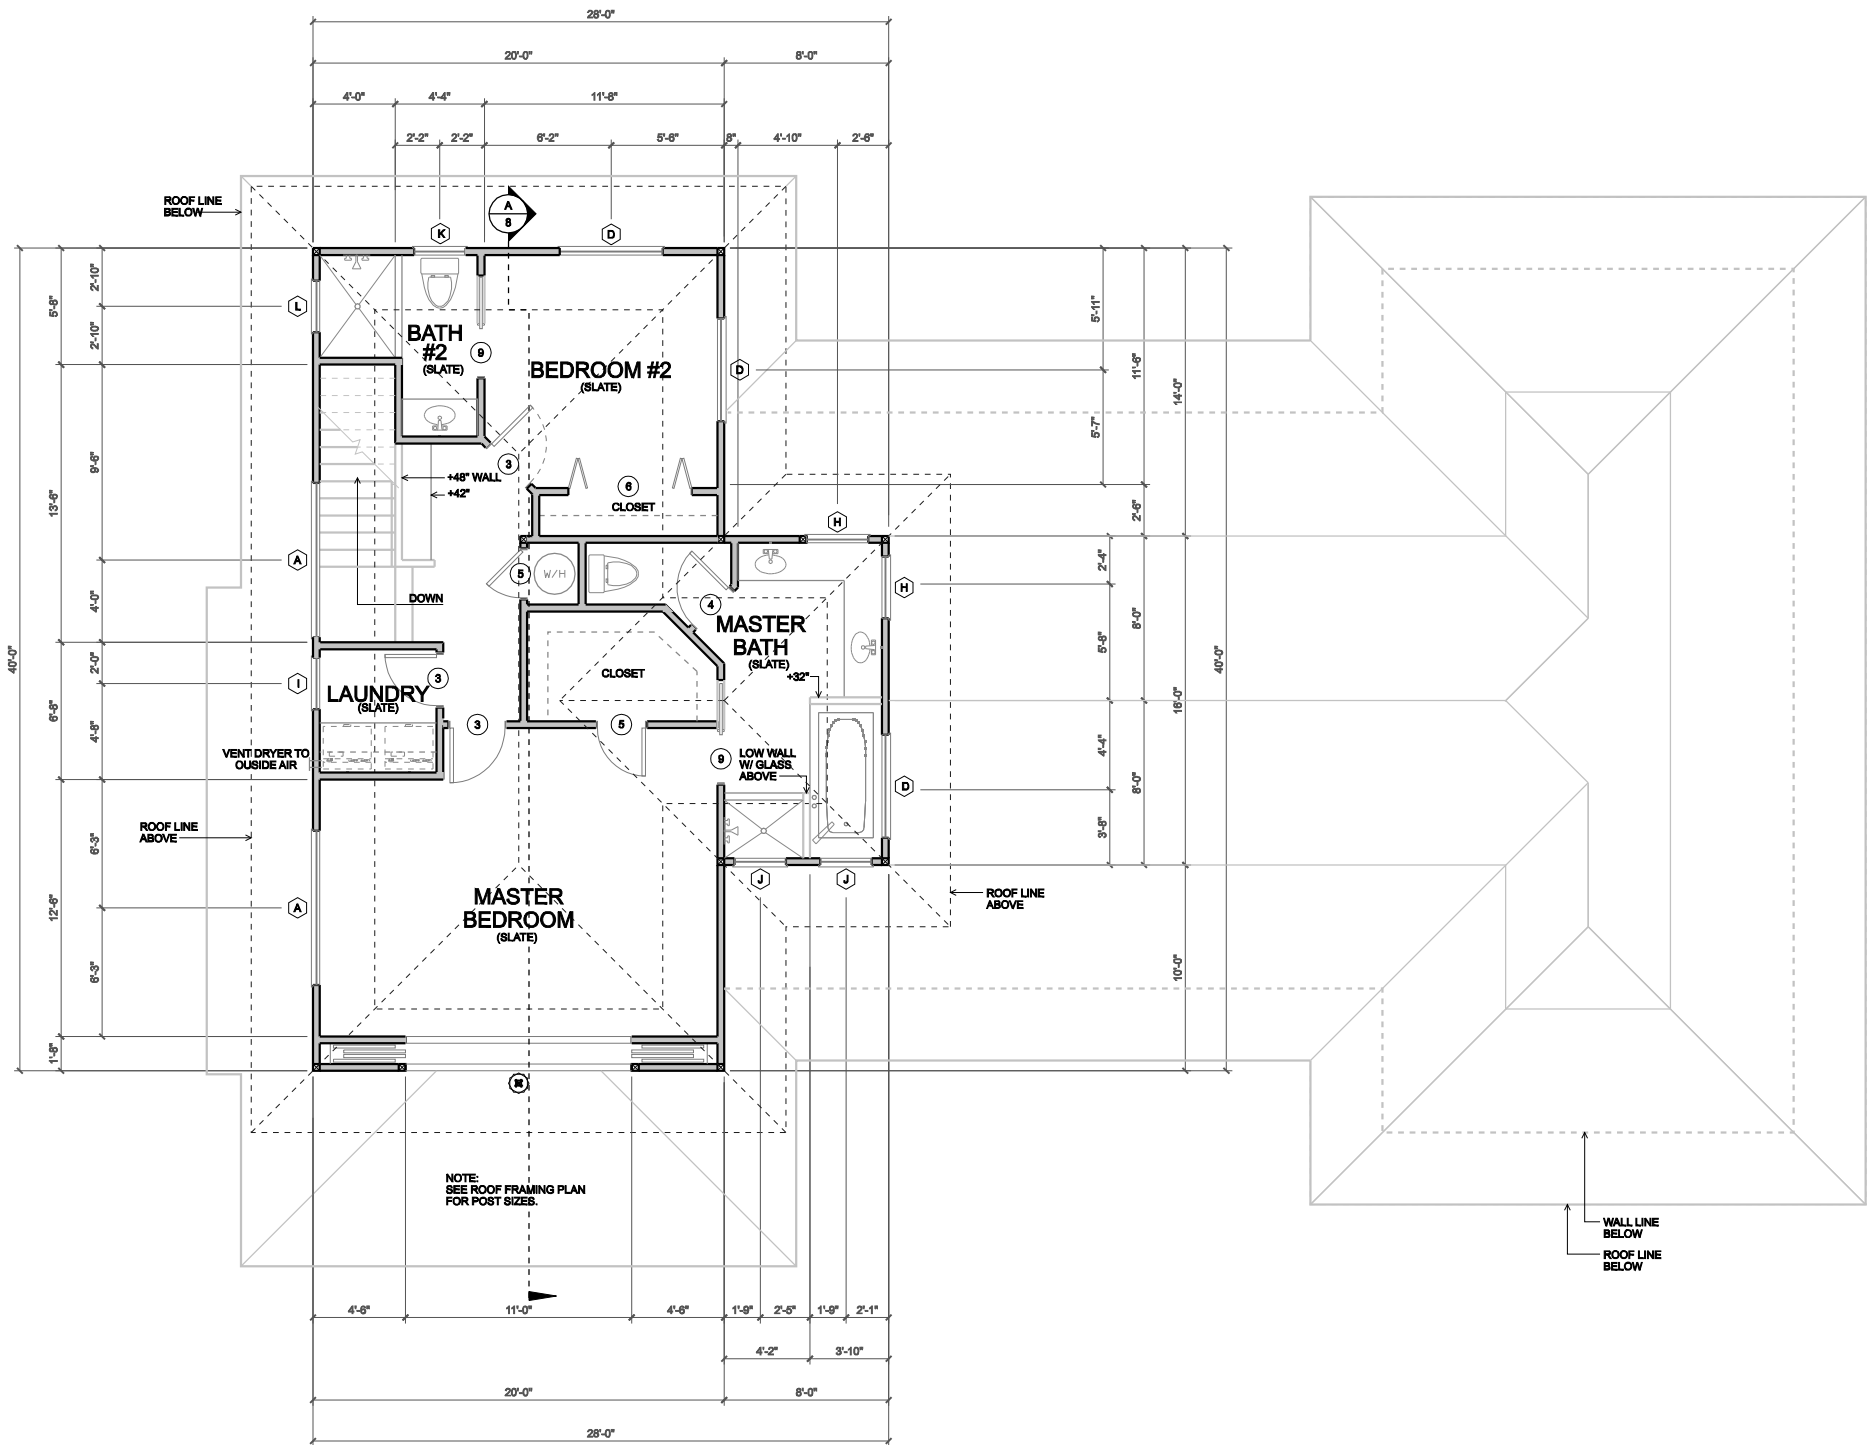 28'-0"
20'-0"
8'-0"
4'-0"
4'-4"
11'-8"
2'-2"
2'-2"
6'-2"
5'-6"
8"
4'-10"
2'-6"
ROOF LINE
BELOW
A
8
K
D
2'-10"
5'-8"
2'-10"
L
BATH
#2
(SLATE)
9
BEDROOM #2
(SLATE)
D
5'-11"
11'-6"
14'-0"
5'-7"
9'-6"
13'-6"
3
+48" WALL
+42"
6
CLOSET
2'-6"
H
A
5
W/H
2'-4"
H
4'-0"
DOWN
4
MASTER
BATH
(SLATE)
8'-0"
5'-8"
40'-0"
40'-0"
2'-0"
I
LAUNDRY
(SLATE)
3
CLOSET
+32"
6'-8"
16'-0"
3
5
4'-8"
4'-4"
VENT DRYER TO
OUSIDE AIR
9
LOW WALL
W/ GLASS
ABOVE
D
8'-0"
ROOF LINE
ABOVE
6'-3"
3'-8"
J
J
MASTER
BEDROOM
(SLATE)
ROOF LINE
ABOVE
A
12'-6"
6'-3"
10'-0"
1'-8"
NOTE:
SEE ROOF FRAMING PLAN
FOR POST SIZES.
WALL LINE
BELOW
ROOF LINE
BELOW
4'-6"
11'-0"
4'-6"
1'-9"
2'-5"
1'-9"
2'-1"
4'-2"
3'-10"
20'-0"
8'-0"
28'-0"